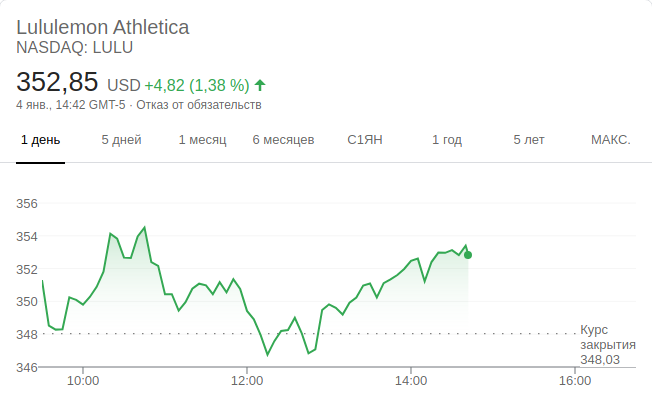 Lululemon Athletica
NASDAQ: LULU
352,85 USD +4,82 (1,38 %)
4 янв., 14:42 GMT-5 · Отказ от обязательств
1 день 5 дней 1 месяц 6 месяцев С1ЯН 1 год 5 лет МАКС.
356
354
352
350
348
346
Курс
закрытия
348,03
10:00 12:00 14:00 16:00